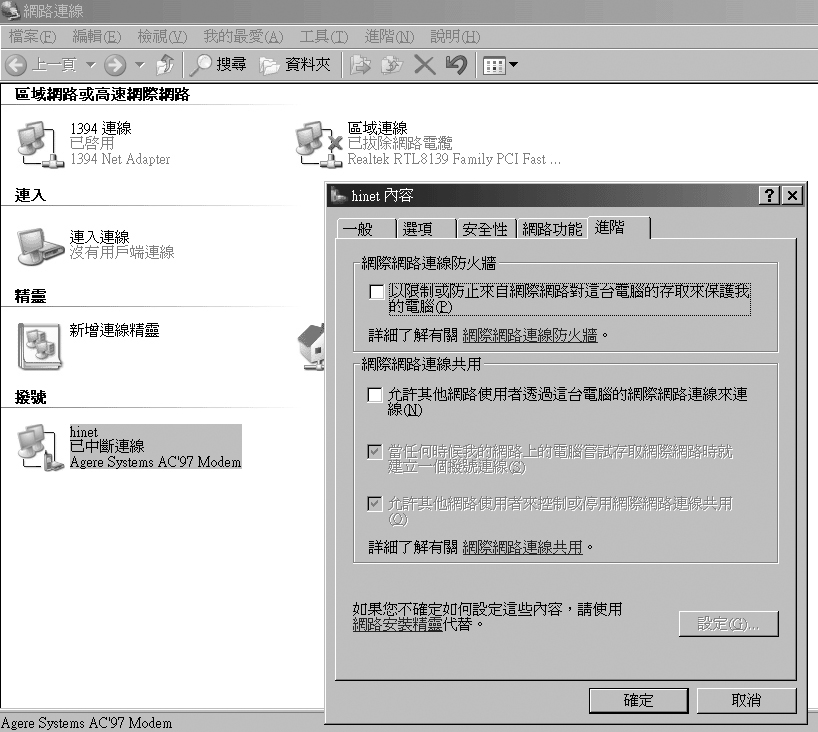 網路連線
檔案(F) 編輯(E) 檢視(V) 我的最愛(A) 工具(T) 進階(N) 說明(H)
上一頁 搜尋 資料夾
區域網路或高速網際網路
1394 連線
已啓用
1394 Net Adapter
區域連線
已拔除網路電纜
Realtek RTL8139 Family PCI Fast ...
連入
連入連線
沒有用戶端連線
精靈
新增連線精靈
撥號
hinet
已中斷連線
Agere Systems AC'97 Modem
hinet 內容
一般 選項 安全性 網路功能 進階
網際網路連線防火牆
以限制或防止來自網際網路對這台電腦的存取來保護我
的電腦(P)
詳細了解有關 網際網路連線防火牆。
網際網路連線共用
允許其他網路使用者透過這台電腦的網際網路連線來連
線(N)
當任何時候我的網路上的電腦嘗試存取網際網路時就
建立一個撥號連線(S)
允許其他網路使用者來控制或停用網際網路連線共用
(O)
詳細了解有關 網際網路連線共用。
如果您不確定如何設定這些內容，請使用
網路安裝精靈代替。
設定(G)...
確定 取消
Agere Systems AC'97 Modem